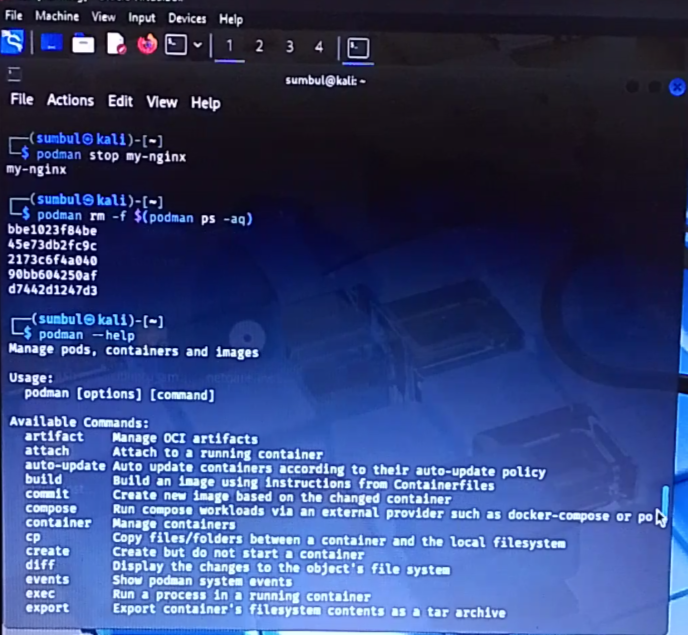 File Machine View Input Devices Help
1 2 3 4
sumbul@kali: ~
File Actions Edit View Help
┌──(sumbul㉿kali)-[~]
└─$ podman stop my-nginx
my-nginx
┌──(sumbul㉿kali)-[~]
└─$ podman rm -f $(podman ps -aq)
bbe1023f84be
45e73db2fc9c
2173c6f4a040
90bb604250af
d7442d1247d3
┌──(sumbul㉿kali)-[~]
└─$ podman --help
Manage pods, containers and images
Usage:
podman [options] [command]
Available Commands:
artifact Manage OCI artifacts
attach Attach to a running container
auto-update Auto update containers according to their auto-update policy
build Build an image using instructions from Containerfiles
commit Create new image based on the changed container
compose Run compose workloads via an external provider such as docker-compose or po
container Manage containers
cp Copy files/folders between a container and the local filesystem
create Create but do not start a container
diff Display the changes to the object's file system
events Show podman system events
exec Run a process in a running container
export Export container's filesystem contents as a tar archive